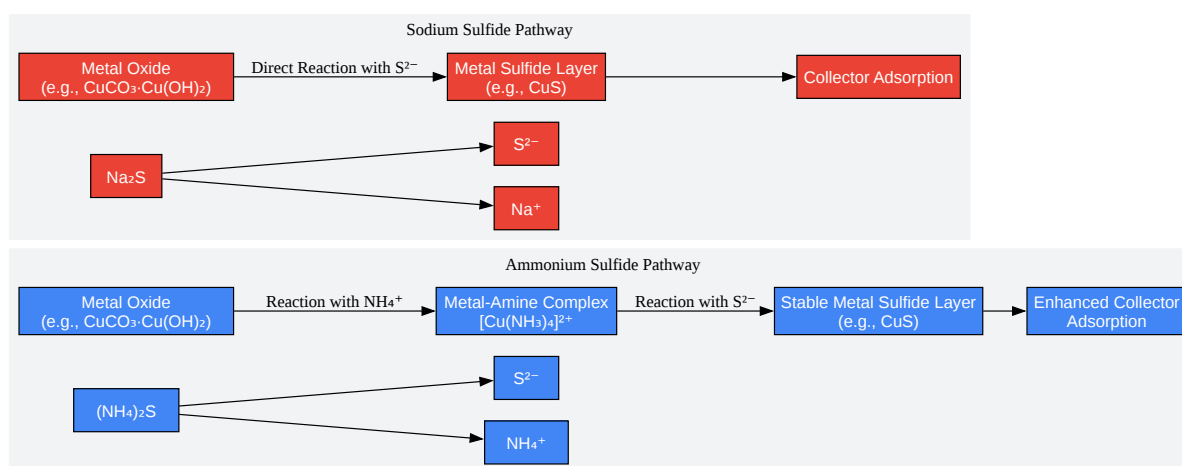 Sodium Sulfide Pathway
Metal Oxide
(e.g., CuCO₃·Cu(OH)₂)
Direct Reaction with S²⁻
Metal Sulfide Layer
(e.g., CuS)
Collector Adsorption
Na₂S
S²⁻
Na⁺
Ammonium Sulfide Pathway
Metal Oxide
(e.g., CuCO₃·Cu(OH)₂)
Reaction with NH₄⁺
Metal-Amine Complex
[Cu(NH₃)₄]²⁺
Reaction with S²⁻
Stable Metal Sulfide Layer
(e.g., CuS)
Enhanced Collector
Adsorption
(NH₄)₂S
S²⁻
NH₄⁺